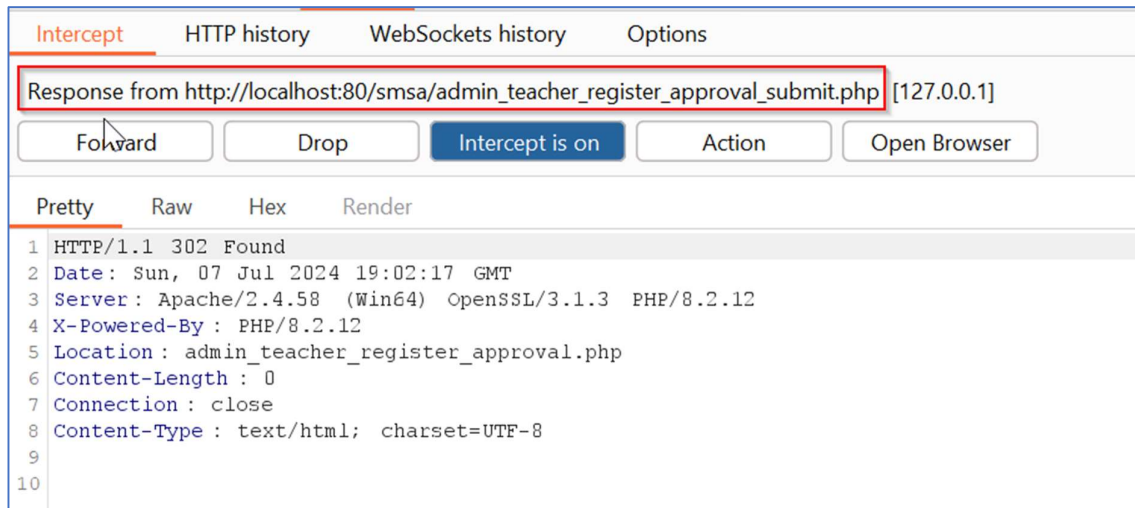 Intercept HTTP history WebSockets history Options
Response from http://localhost:80/smsa/admin_teacher_register_approval_submit.php [127.0.0.1]
Forward Drop Intercept is on Action Open Browser
Pretty Raw Hex Render
1 HTTP/1.1 302 Found
2 Date: Sun, 07 Jul 2024 19:02:17 GMT
3 Server: Apache/2.4.58 (Win64) OpenSSL/3.1.3 PHP/8.2.12
4 X-Powered-By: PHP/8.2.12
5 Location: admin_teacher_register_approval.php
6 Content-Length: 0
7 Connection: close
8 Content-Type: text/html; charset=UTF-8
9
10